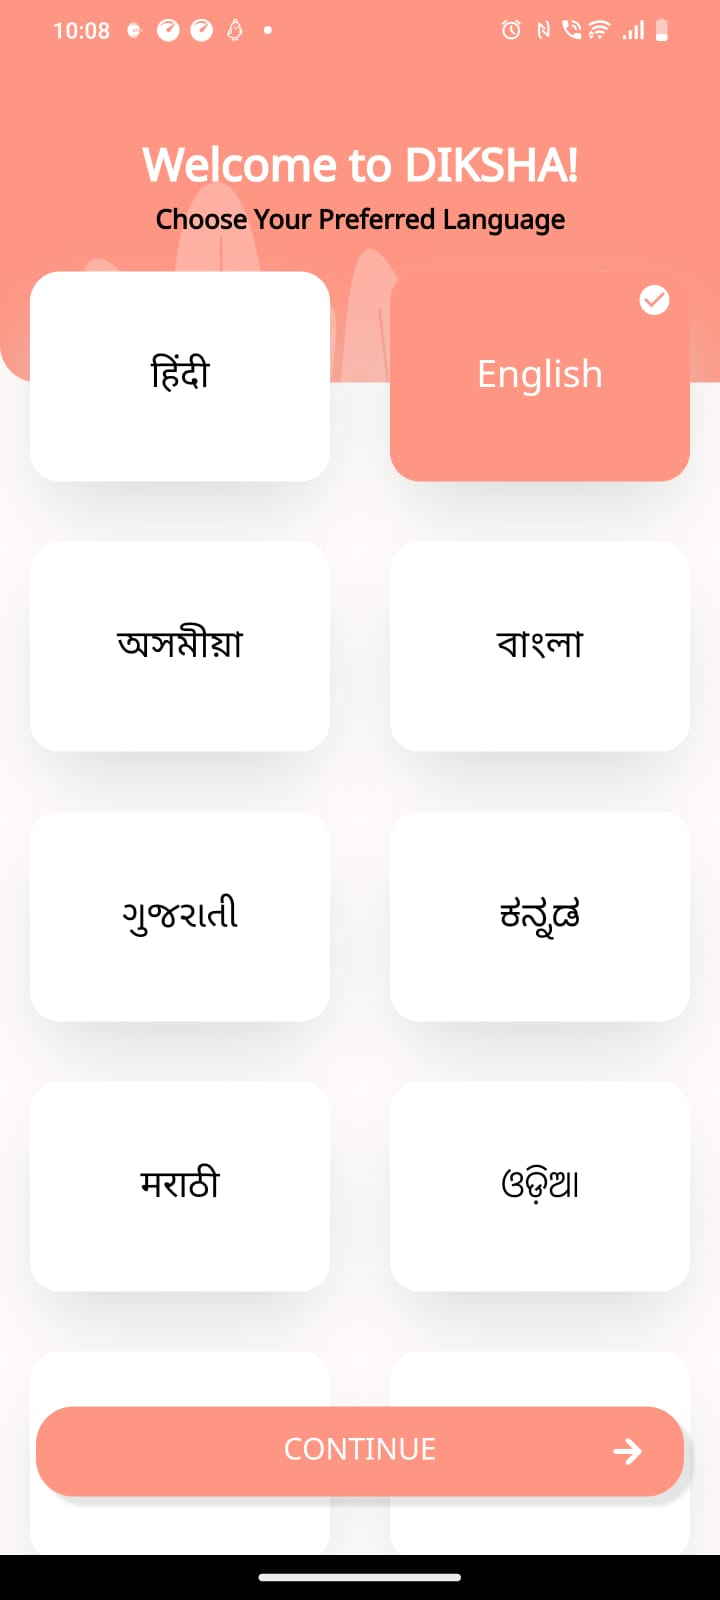 10:08
Welcome to DIKSHA!
Choose Your Preferred Language
हिंदी
English
অসমীয়া
বাংলা
ગુજરાતી
ಕನ್ನಡ
मराठी
ଓଡ଼ିଆ
CONTINUE